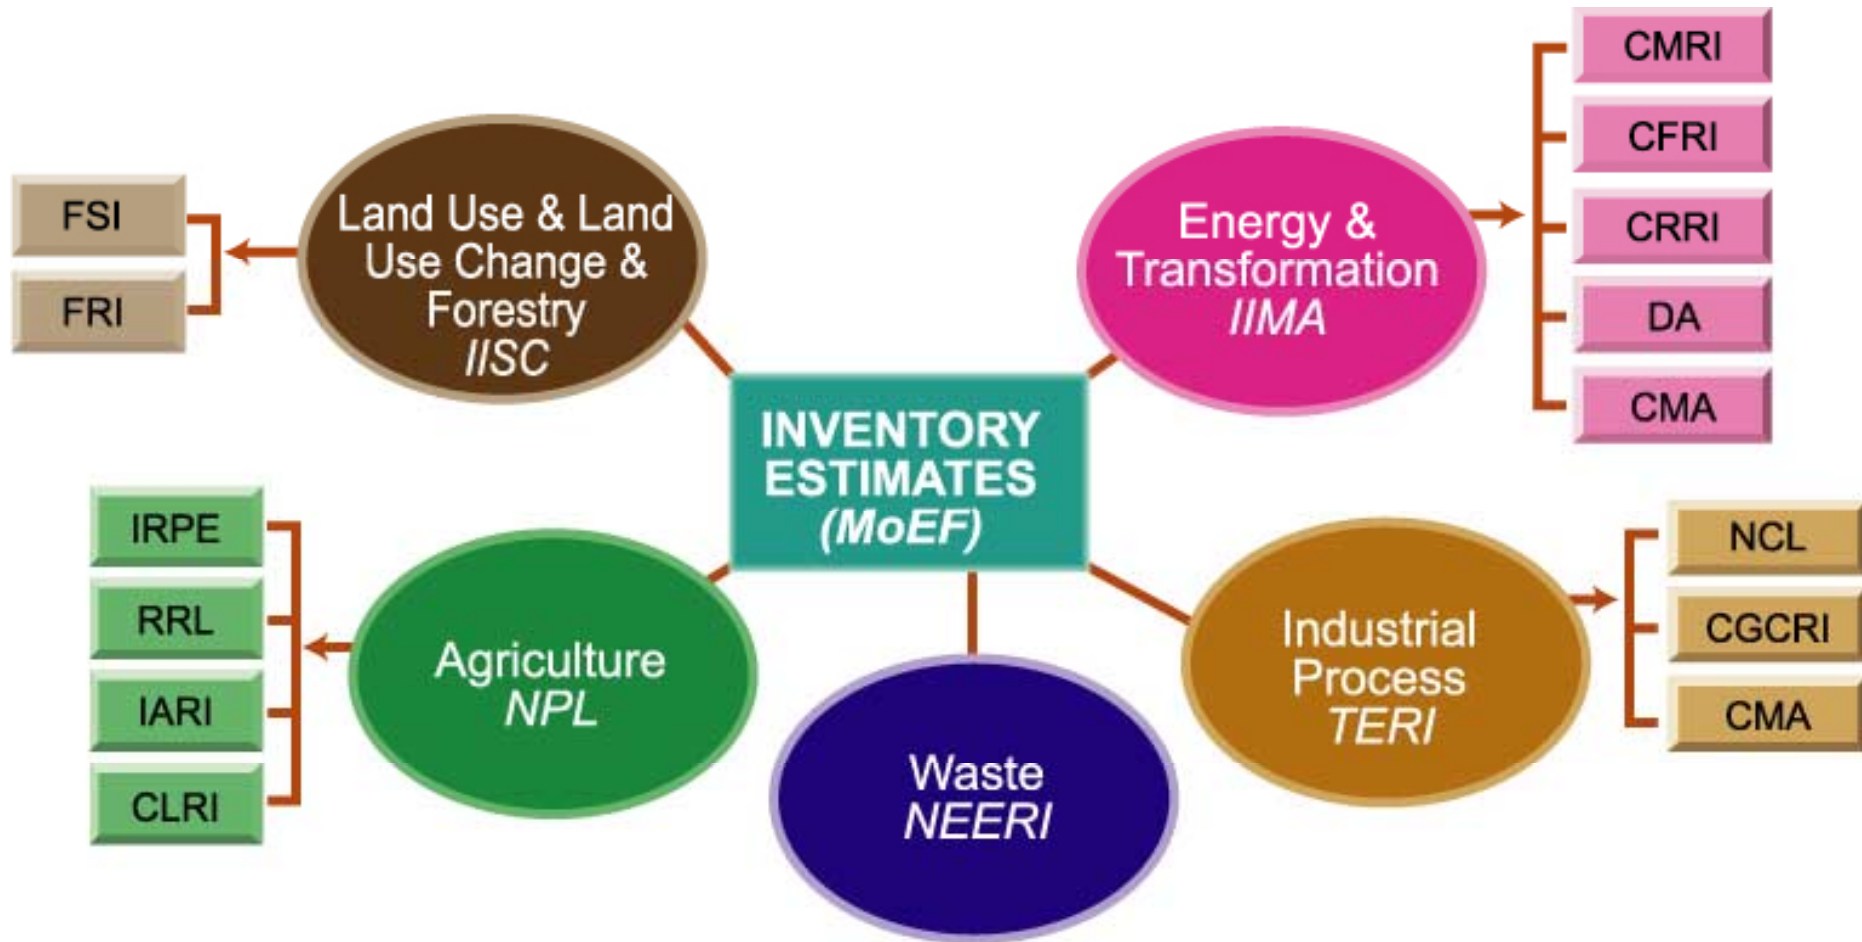 Land Use & Land
Use Change &
Forestry
IISC
FSI
FRI
Energy &
Transformation
IIMA
CMRI
CFRI
CRRI
DA
CMA
INVENTORY
ESTIMATES
(MoEF)
Agriculture
NPL
IRPE
RRL
IARI
CLRI
Waste
NEERI
Industrial
Process
TERI
NCL
CGCRI
CMA